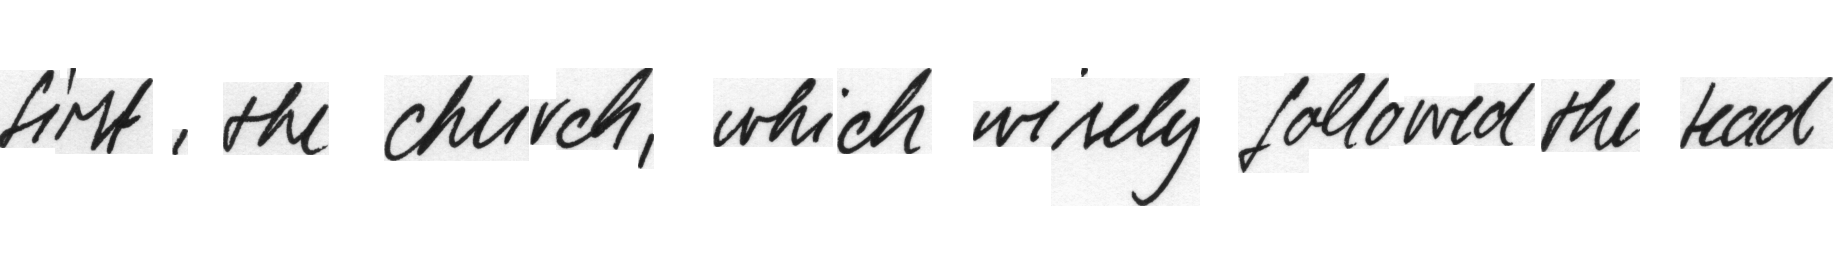 first, the church, which wisely followed the lead